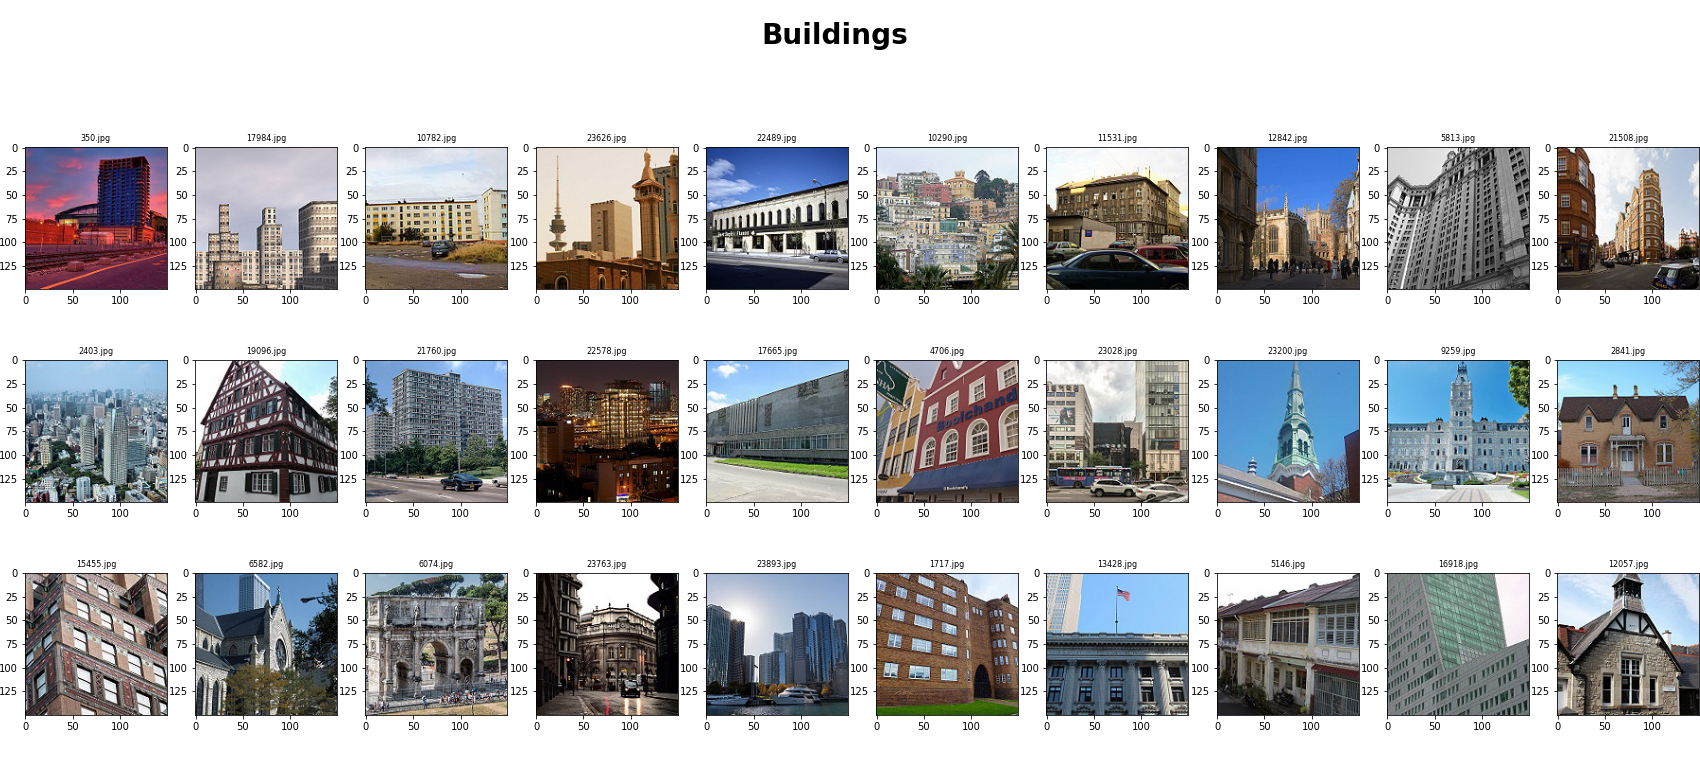 Buildings
350.jpg 17984.jpg 10782.jpg 23626.jpg 22489.jpg 10290.jpg 11531.jpg 12842.jpg 5813.jpg 21508.jpg
0 0 0 0 0 0 0 0 0 0
25 25 25 25 25 25 25 25 25 25
50 50 50 50 50 50 50 50 50 50
75 75 75 75 75 75 75 75 75 75
100 100 100 100 100 100 100 100 100 100
125 125 125 125 125 125 125 125 125 125
0 50 100 0 50 100 0 50 100 0 50 100 0 50 100 0 50 100 0 50 100 0 50 100 0 50 100 0 50 100
2403.jpg 19096.jpg 21760.jpg 22578.jpg 17665.jpg 4706.jpg 23028.jpg 23200.jpg 9259.jpg 2841.jpg
0 0 0 0 0 0 0 0 0 0
25 25 25 25 25 25 25 25 25 25
Boolchand
50 50 50 50 50 50 50 50 50 50
75 75 75 75 75 75 75 75 75 75
100 100 100 100 100 100 100 100 100 100
125 125 125 125 125 125 125 125 125 125
0 50 100 0 50 100 0 50 100 0 50 100 0 50 100 0 50 100 0 50 100 0 50 100 0 50 100 0 50 100
15455.jpg 6582.jpg 6074.jpg 23763.jpg 23893.jpg 1717.jpg 13428.jpg 5146.jpg 16918.jpg 12057.jpg
0 0 0 0 0 0 0 0 0 0
25 25 25 25 25 25 25 25 25 25
50 50 50 50 50 50 50 50 50 50
75 75 75 75 75 75 75 75 75 75
100 100 100 100 100 100 100 100 100 100
125 125 125 125 125 125 125 125 125 125
0 50 100 0 50 100 0 50 100 0 50 100 0 50 100 0 50 100 0 50 100 0 50 100 0 50 100 0 50 100